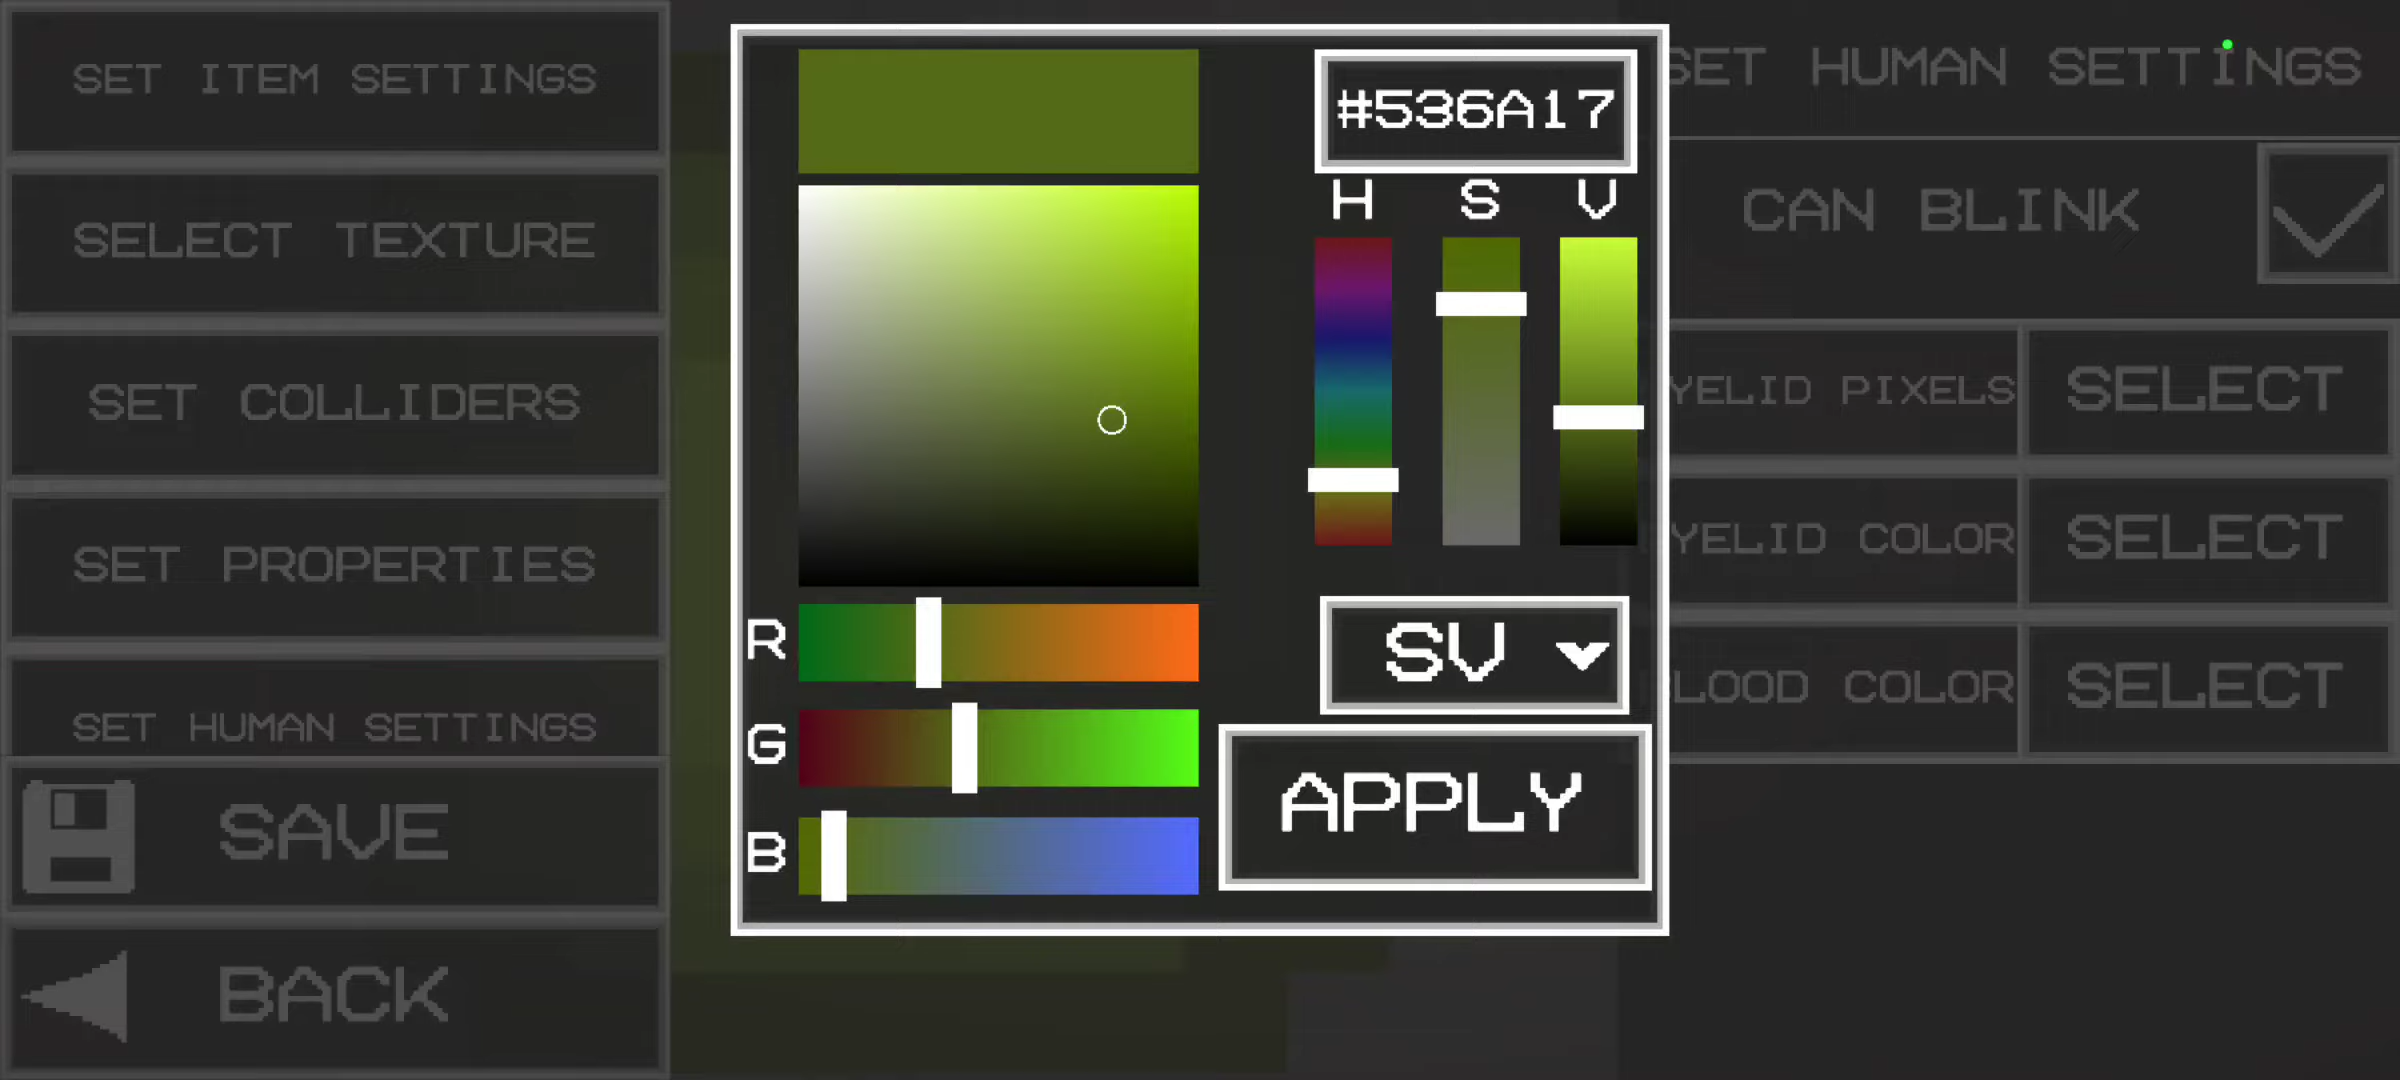 SET ITEM SETTINGS
SELECT TEXTURE
SET COLLIDERS
SET PROPERTIES
SET HUMAN SETTINGS
SAVE
BACK
#536A17
H S V
R
G
B
SV
APPLY
SET HUMAN SETTINGS
CAN BLINK
YELID PIXELS SELECT
YELID COLOR SELECT
LOOD COLOR SELECT